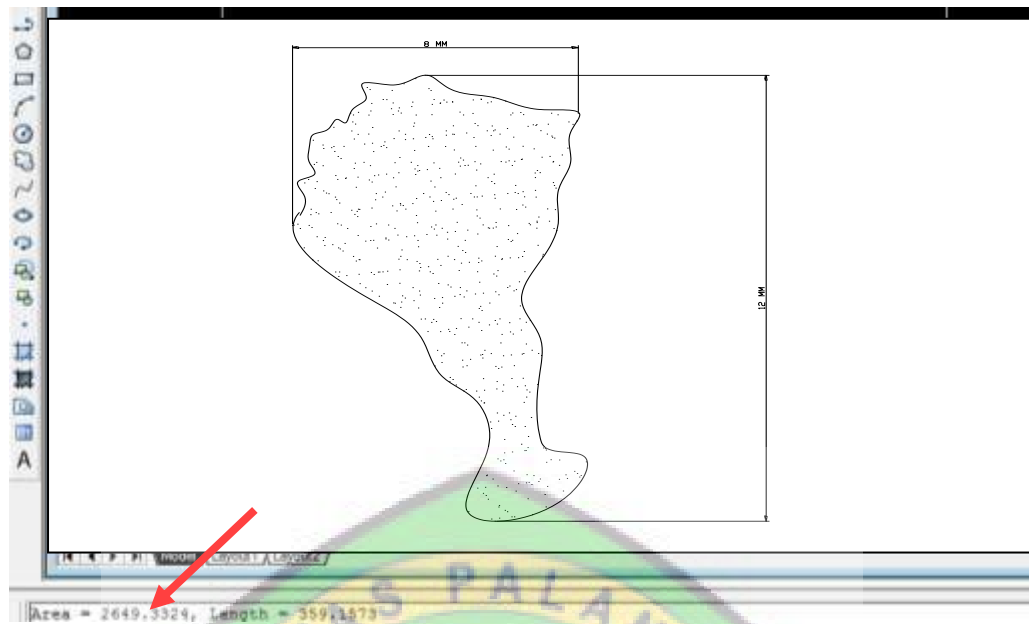 8 MM
12 MM
A
Model Layout1 Layout2
S PALA
Area = 2649.3324, Length = 359.1573